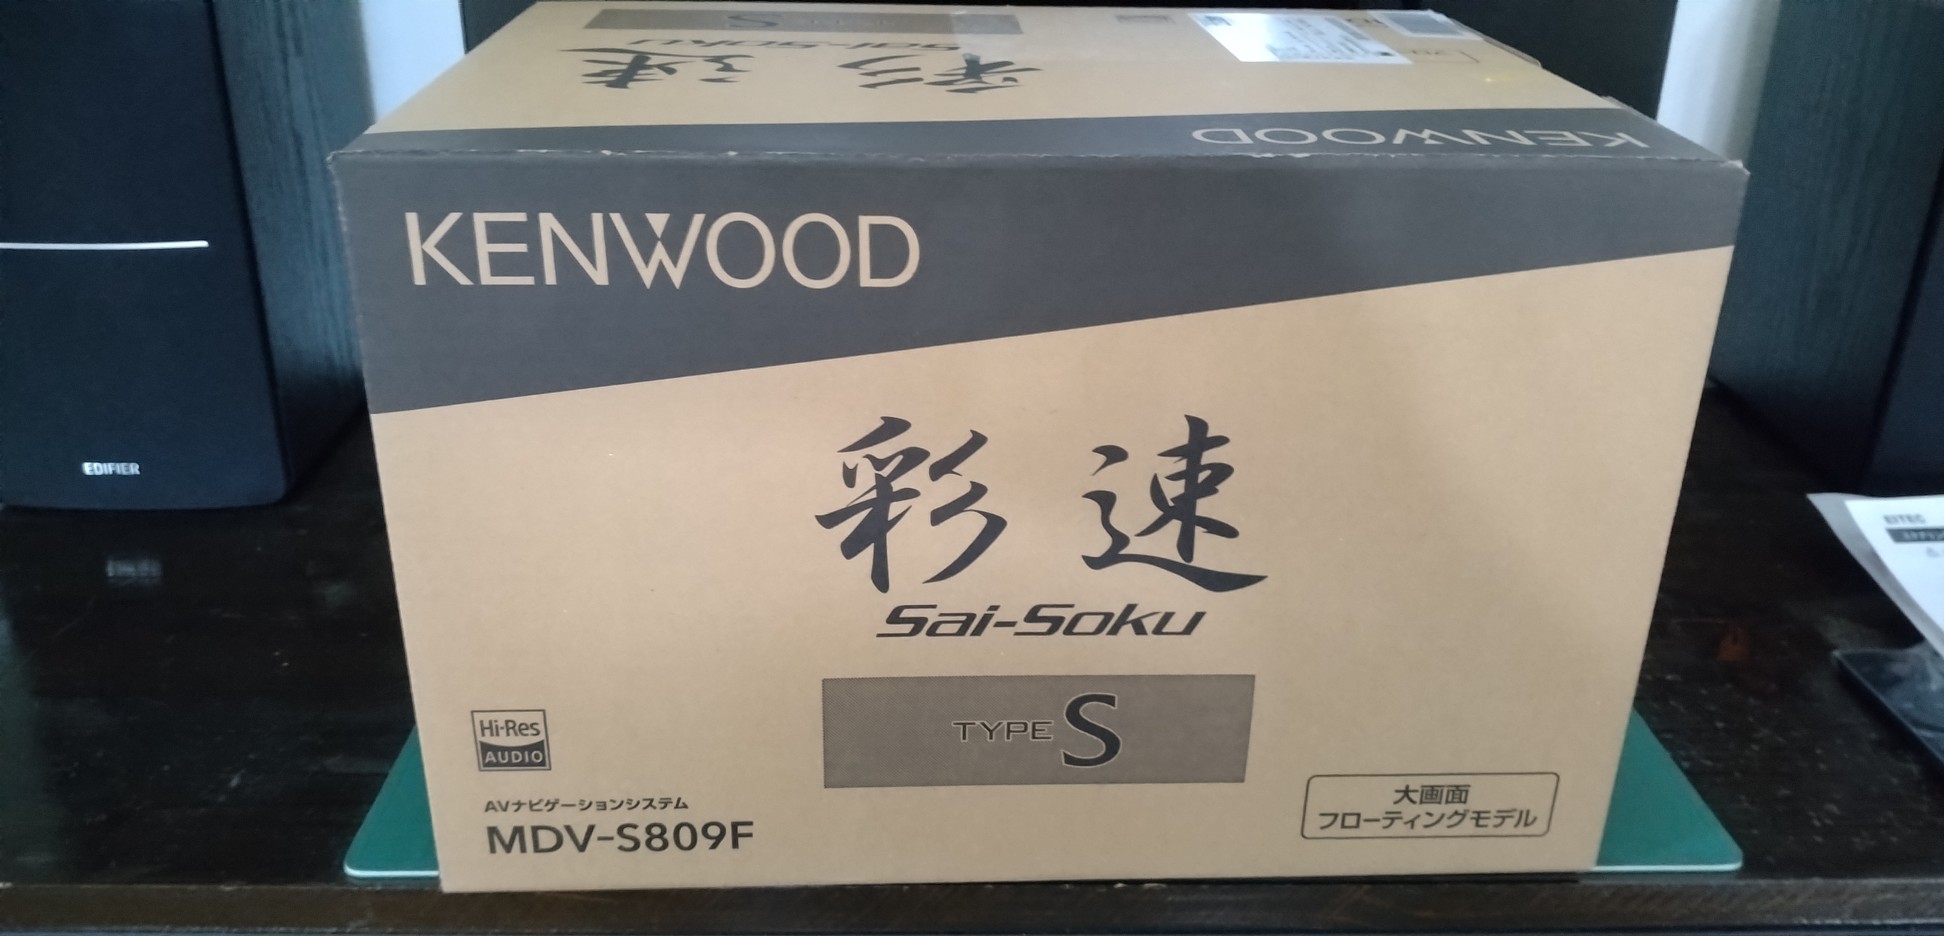 Sai-Soku
彩速
KENWOOD
KENWOOD
彩速
Sai-Soku
TYPE S
Hi-Res
AUDIO
AVナビゲーションシステム
MDV-S809F
大画面
フローティングモデル
EDIFIER